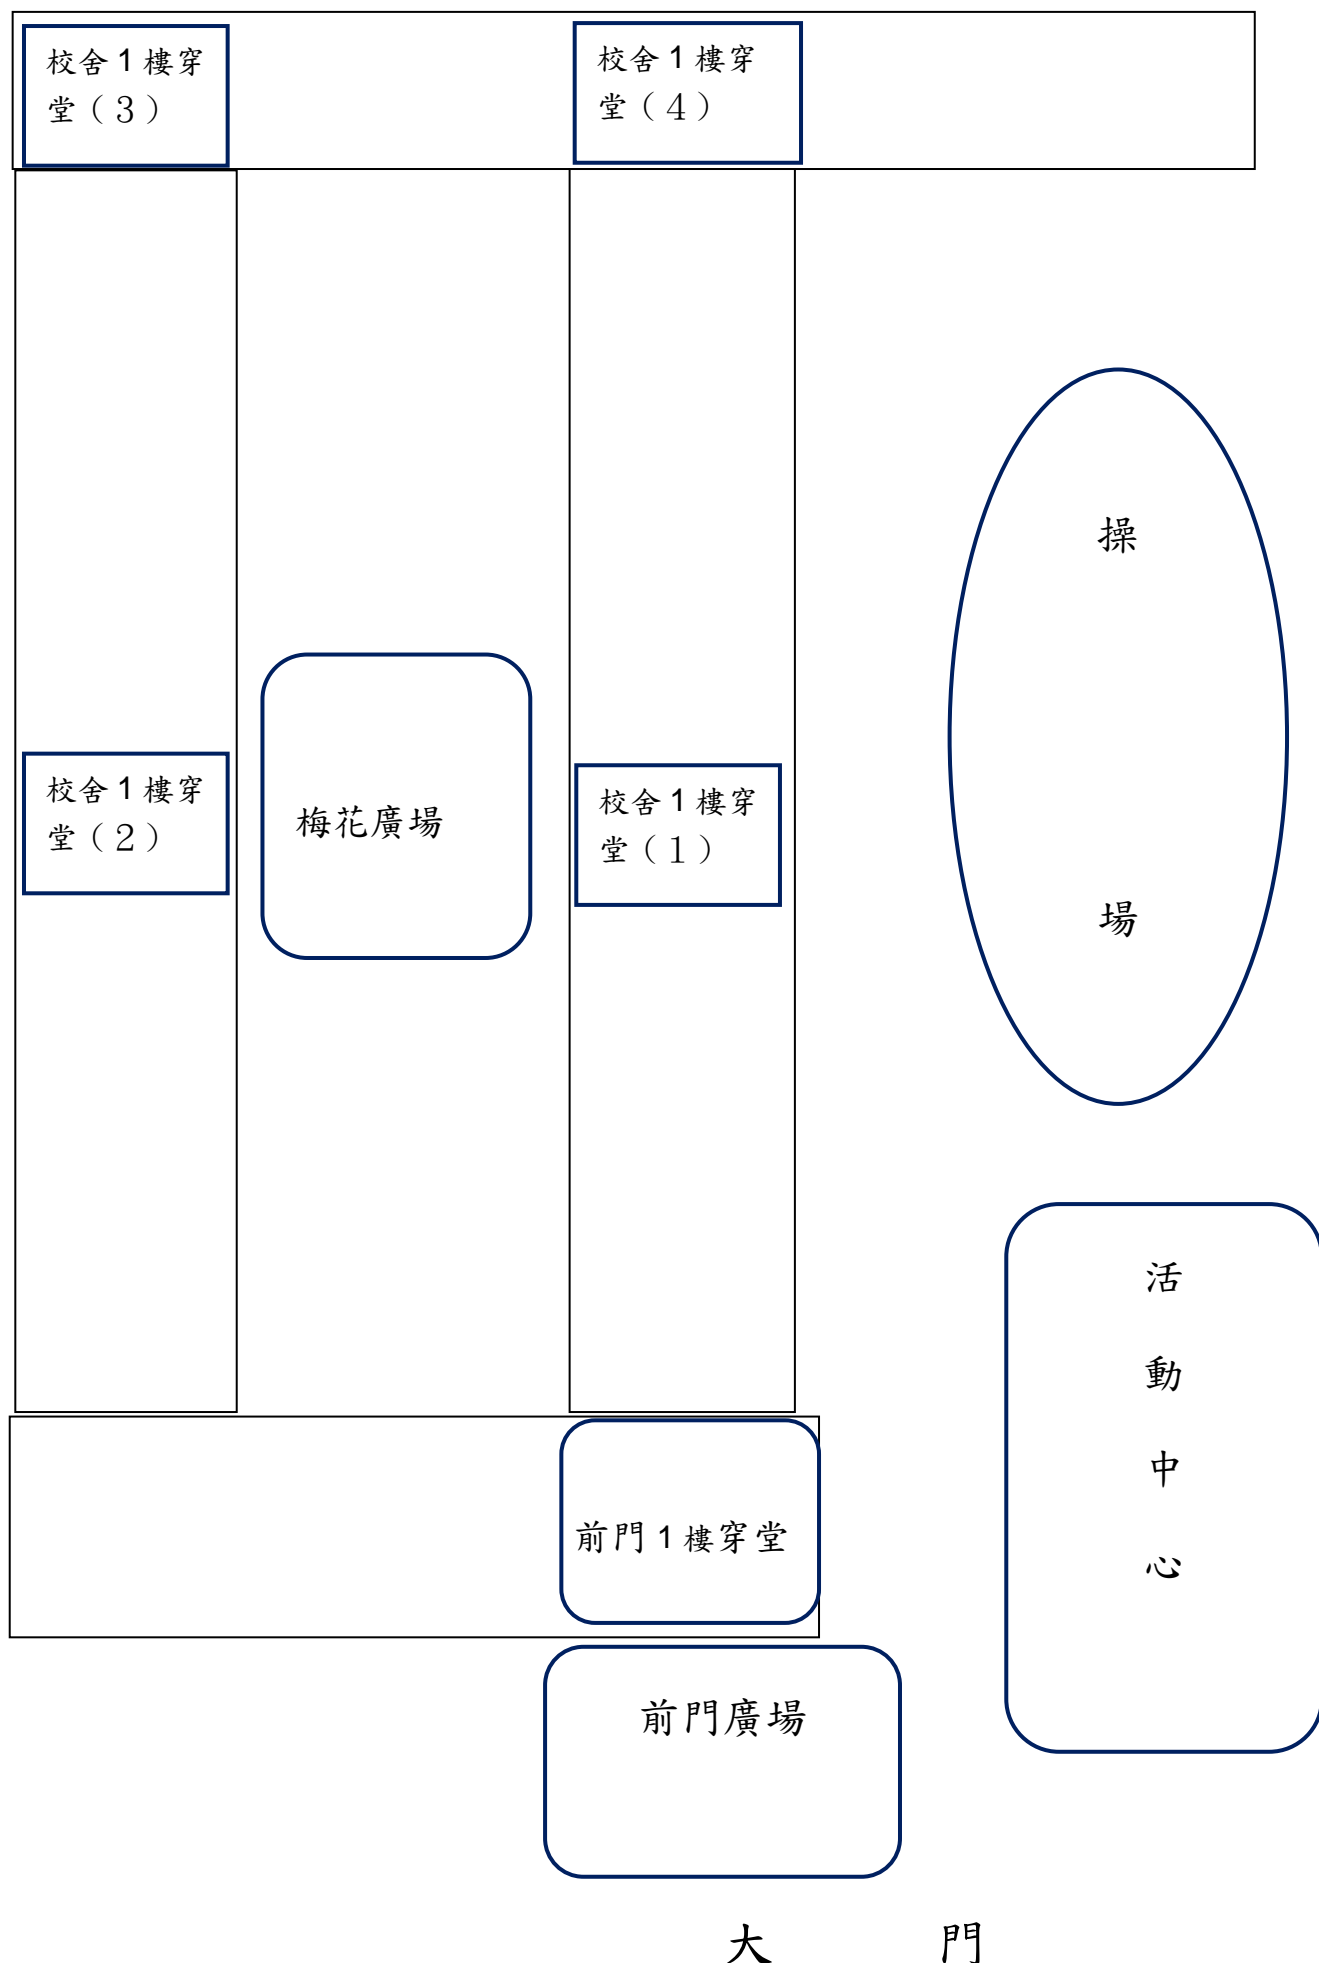 校舍1樓穿
堂（3）
校舍1樓穿
堂（4）
操
場
校舍1樓穿
堂（2）
梅花廣場
校舍1樓穿
堂（1）
活
動
中
心
前門1樓穿堂
前門廣場
大　　　門